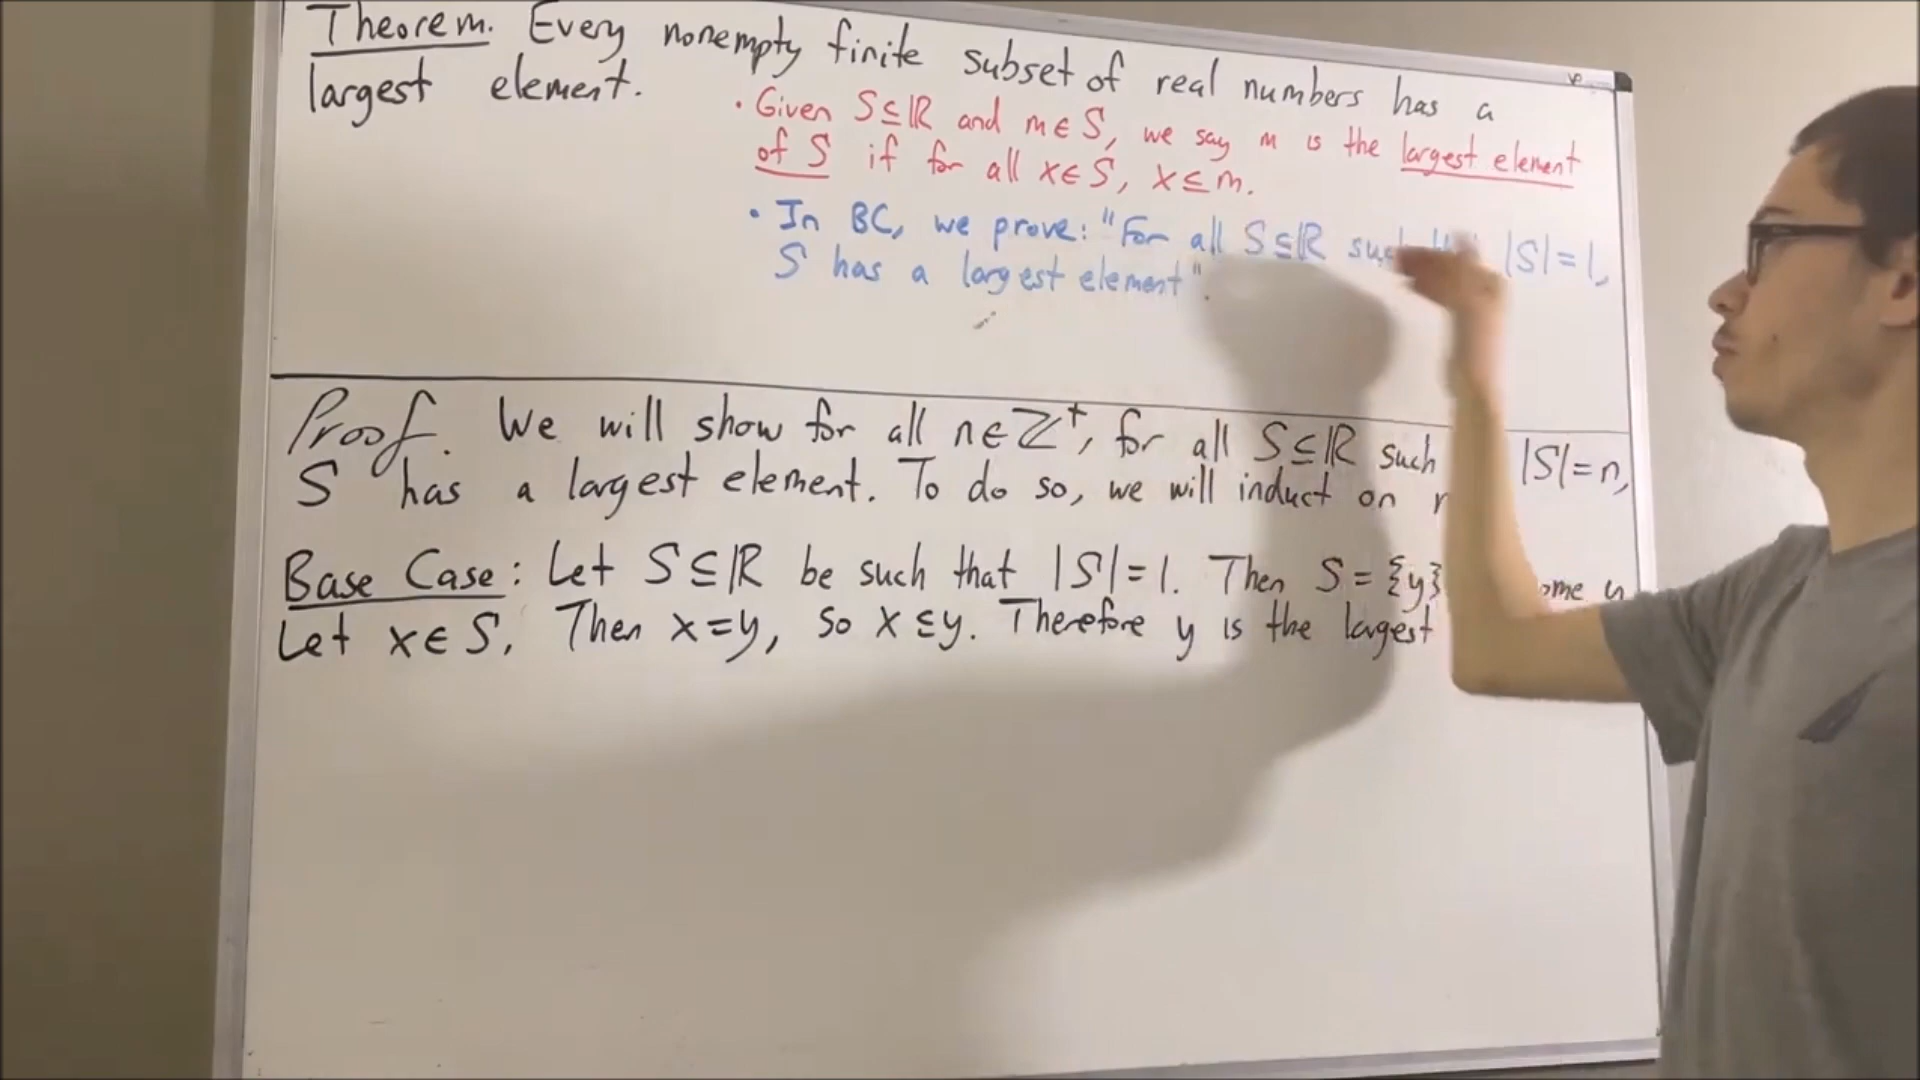 Theorem. Every nonempty finite subset of real numbers has a
largest element.
• Given S⊆ℝ and m∈S, we say m is the largest element
of S if for all x∈S, x≤m.
• In BC, we prove: "For all S⊆ℝ such |S|=1,
S has a largest element".
Proof. We will show for all n∈ℤ⁺, for all S⊆ℝ such |S|=n,
S has a largest element. To do so, we will induct on
Base Case: Let S⊆ℝ be such that |S|=1. Then S={y}
Let x∈S. Then x=y, so x≤y. Therefore y is the largest